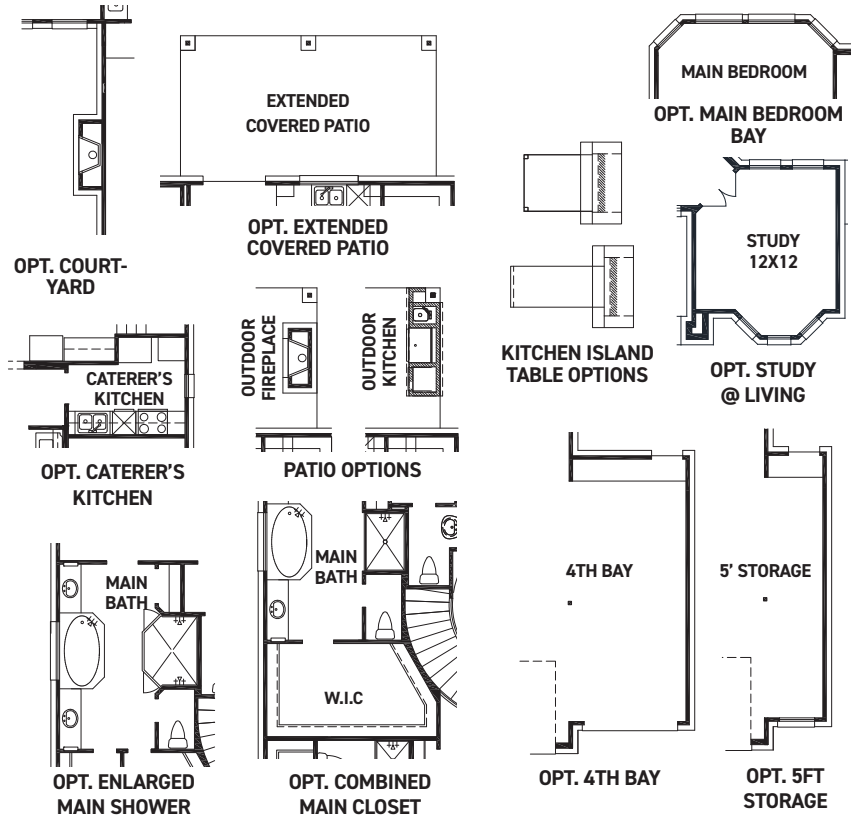 OPT. COURT-
YARD
EXTENDED
COVERED PATIO
OPT. EXTENDED
COVERED PATIO
MAIN BEDROOM
OPT. MAIN BEDROOM
BAY
KITCHEN ISLAND
TABLE OPTIONS
STUDY
12X12
OPT. STUDY
@ LIVING
CATERER'S
KITCHEN
OPT. CATERER'S
KITCHEN
OUTDOOR
FIREPLACE
OUTDOOR
KITCHEN
PATIO OPTIONS
MAIN
BATH
OPT. ENLARGED
MAIN SHOWER
MAIN
BATH
W.I.C
OPT. COMBINED
MAIN CLOSET
4TH BAY
OPT. 4TH BAY
5' STORAGE
OPT. 5FT
STORAGE